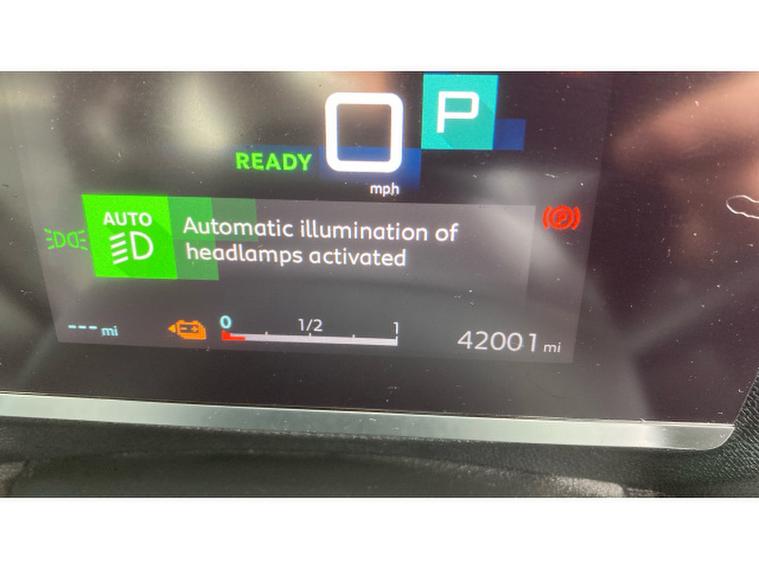 P
READY
0
mph
AUTO
Automatic illumination of
headlamps activated
P
--- mi
0 1/2 1
42001 mi